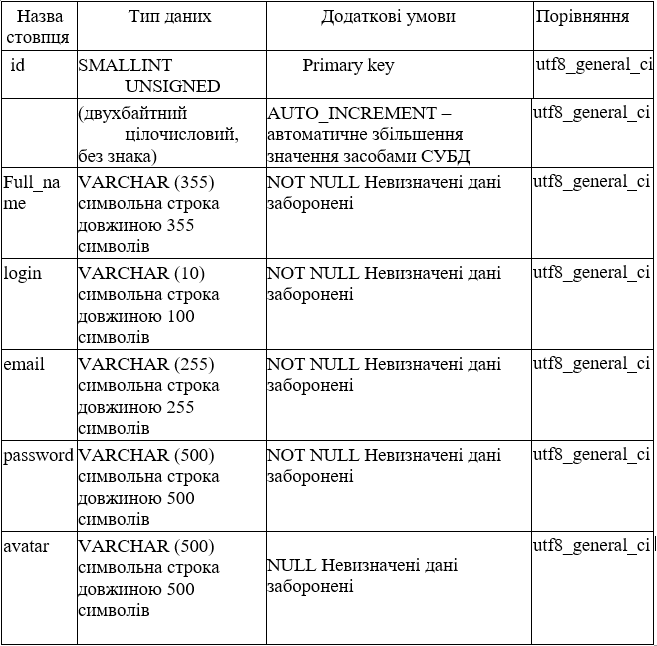 Назва стовпця
Тип даних
Додаткові умови
Порівняння
id
SMALLINT
UNSIGNED
Primary key
utf8_general_ci
(двухбайтний
цілочисловий,
без знака)
AUTO_INCREMENT –
автоматичне збільшення
значення засобами СУБД
utf8_general_ci
Full_na
me
VARCHAR (355)
символьна строка
довжиною 355
символів
NOT NULL Невизначені дані
заборонені
utf8_general_ci
login
VARCHAR (10)
символьна строка
довжиною 100
символів
NOT NULL Невизначені дані
заборонені
utf8_general_ci
email
VARCHAR (255)
символьна строка
довжиною 255
символів
NOT NULL Невизначені дані
заборонені
utf8_general_ci
password
VARCHAR (500)
символьна строка
довжиною 500
символів
NOT NULL Невизначені дані
заборонені
utf8_general_ci
avatar
VARCHAR (500)
символьна строка
довжиною 500
символів
NULL Невизначені дані
заборонені
utf8_general_ci